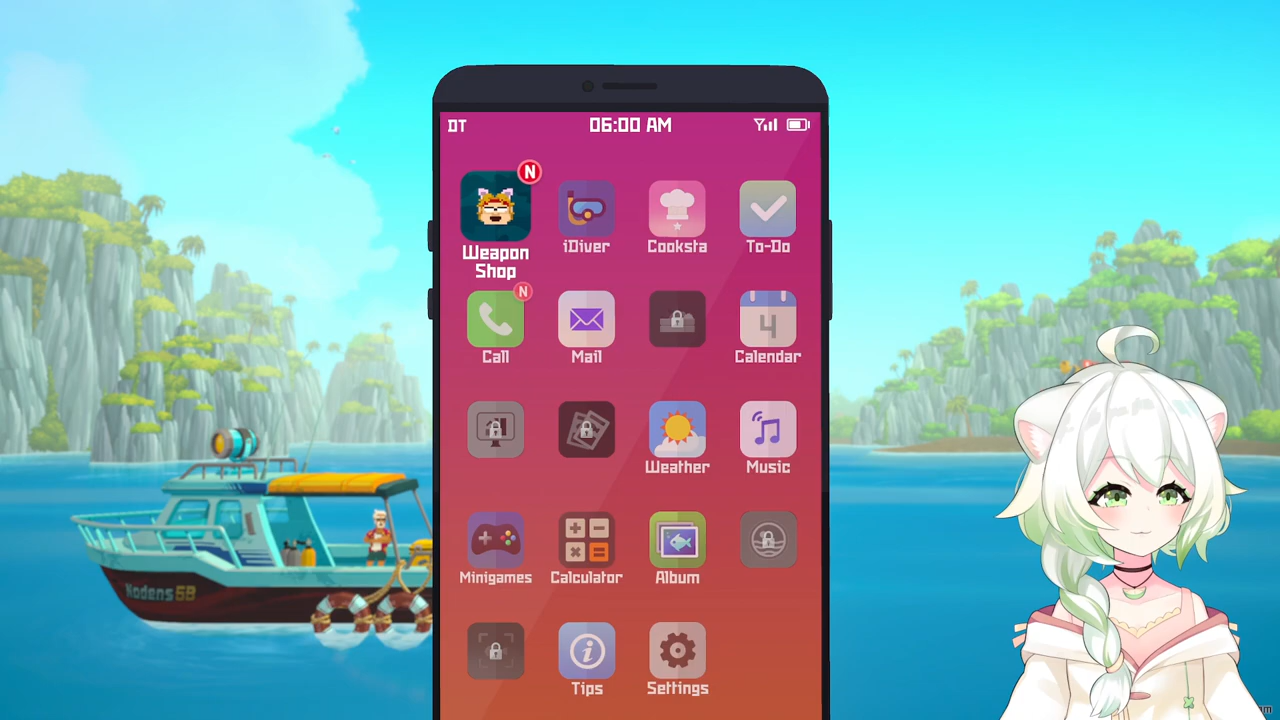 DT
06:00 AM
N
Weapon
Shop
iDiver
Cooksta
To-Do
N
Call
Mail
4
Calendar
Weather
Music
Minigames
Calculator
Album
Tips
Settings
Nodens58